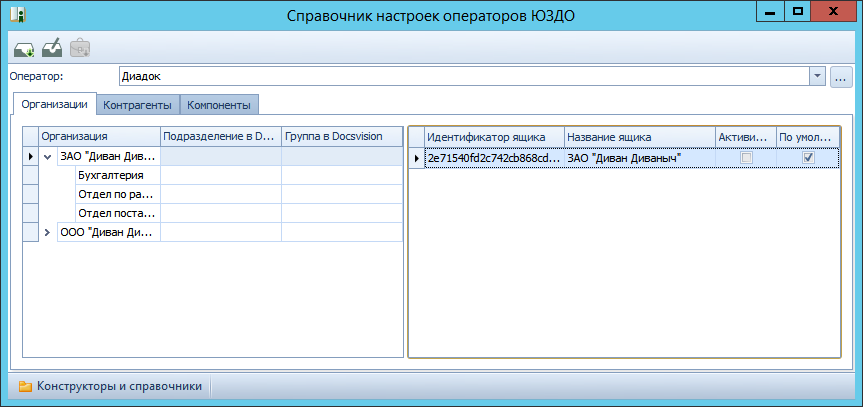 Справочник настроек операторов ЮЗДО
Оператор: Диадок ...
Организации Контрагенты Компоненты
Организация Подразделение в D... Группа в Docsvision
ЗАО "Диван Див...
Бухгалтерия
Отдел по ра...
Отдел поста...
ООО "Диван Ди...
Идентификатор ящика Название ящика Активи... По умол...
2e71540fd2c742cb868cd... ЗАО "Диван Диваныч"
Конструкторы и справочники